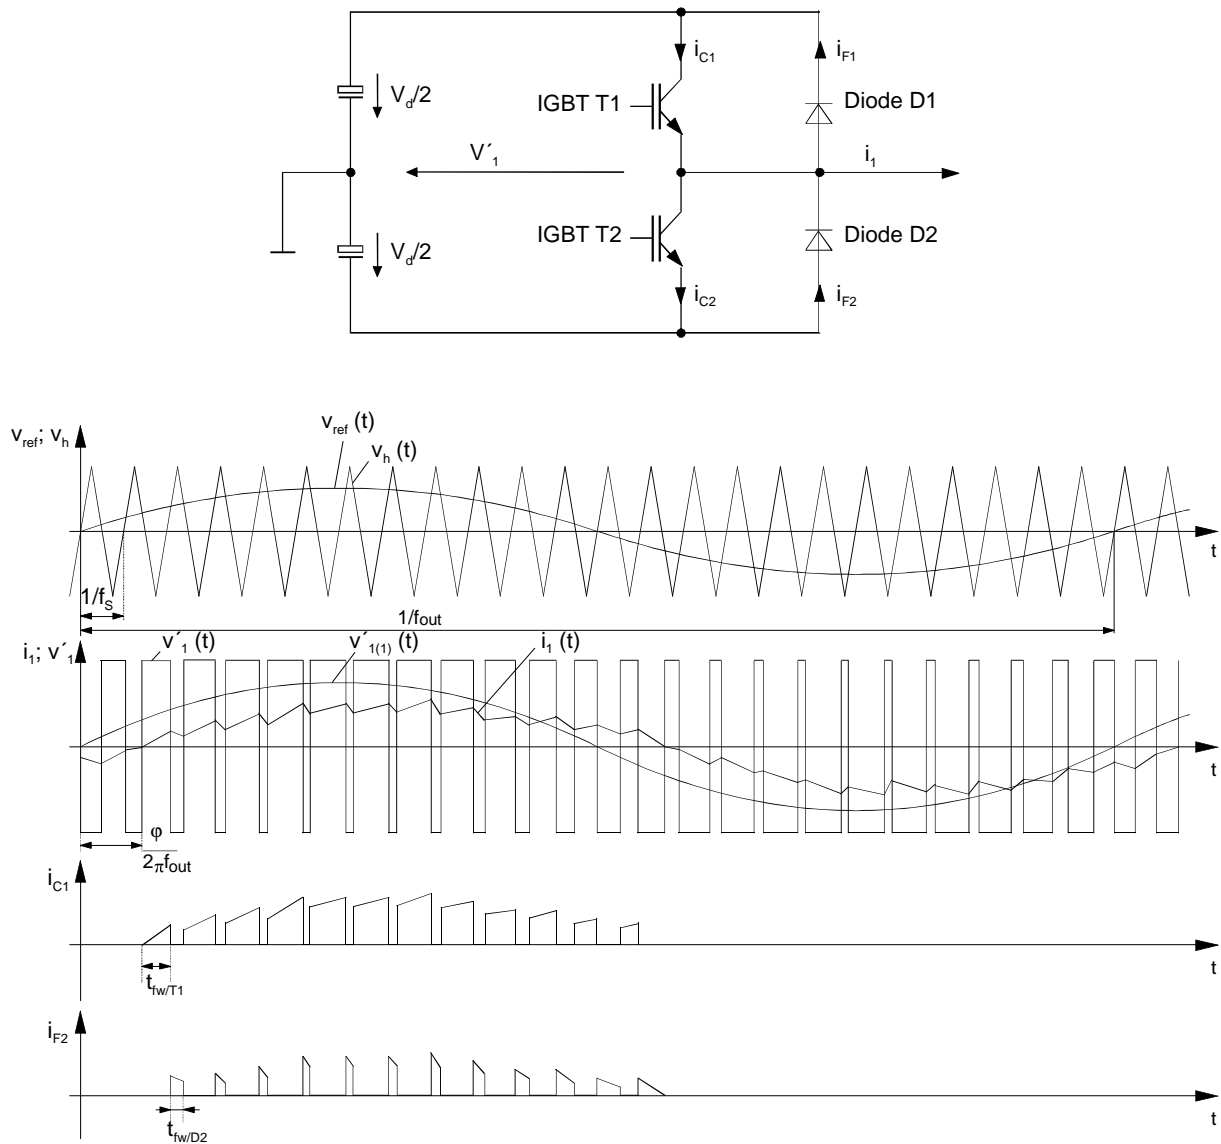 i_C1 i_F1
V_d/2 IGBT T1 Diode D1
V´_1 i_1
V_d/2 IGBT T2 Diode D2
i_C2 i_F2
v_ref (t)
v_ref; v_h v_h (t)
t
1/f_S
1/f_out
v´_1 (t) v´_1(1) (t) i_1 (t)
i_1; v´_1
t
φ
2πf_out
i_C1
t
t_fw/T1
i_F2
t
t_fw/D2